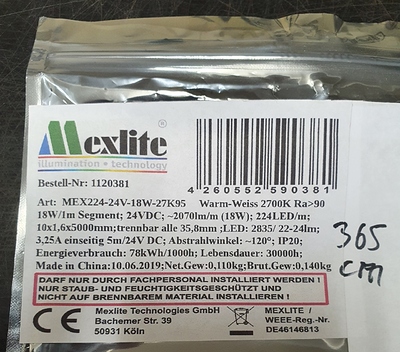 Mexlite®
illumination • technology
Bestell-Nr: 1120381
4 260552 590381
Art: MEX224-24V-18W-27K95 Warm-Weiss 2700K Ra>90
18W/1m Segment; 24VDC; ~2070lm/m (18W); 224LED/m;
10x1,6x5000mm;trennbar alle 35,8mm ;LED: 2835/ 22-24lm;
3,25A einseitig 5m/24V DC; Abstrahlwinkel: ~120°; IP20;
Energieverbrauch: 78kWh/1000h; Lebensdauer: 30000h;
Made in China:10.06.2019;Net.Gew:0,110kg;Brut.Gew:0,140kg
365
cm
DARF NUR DURCH FACHPERSONAL INSTALLIERT WERDEN !
NUR STAUB- UND FEUCHTIGKEITSGESCHÜTZT UND
NICHT AUF BRENNBAREM MATERIAL INSTALLIEREN !
CE
Mexlite Technologies GmbH
Bachemer Str. 39
50931 Köln
MEXLITE /
WEEE-Reg.-Nr.
DE46146813